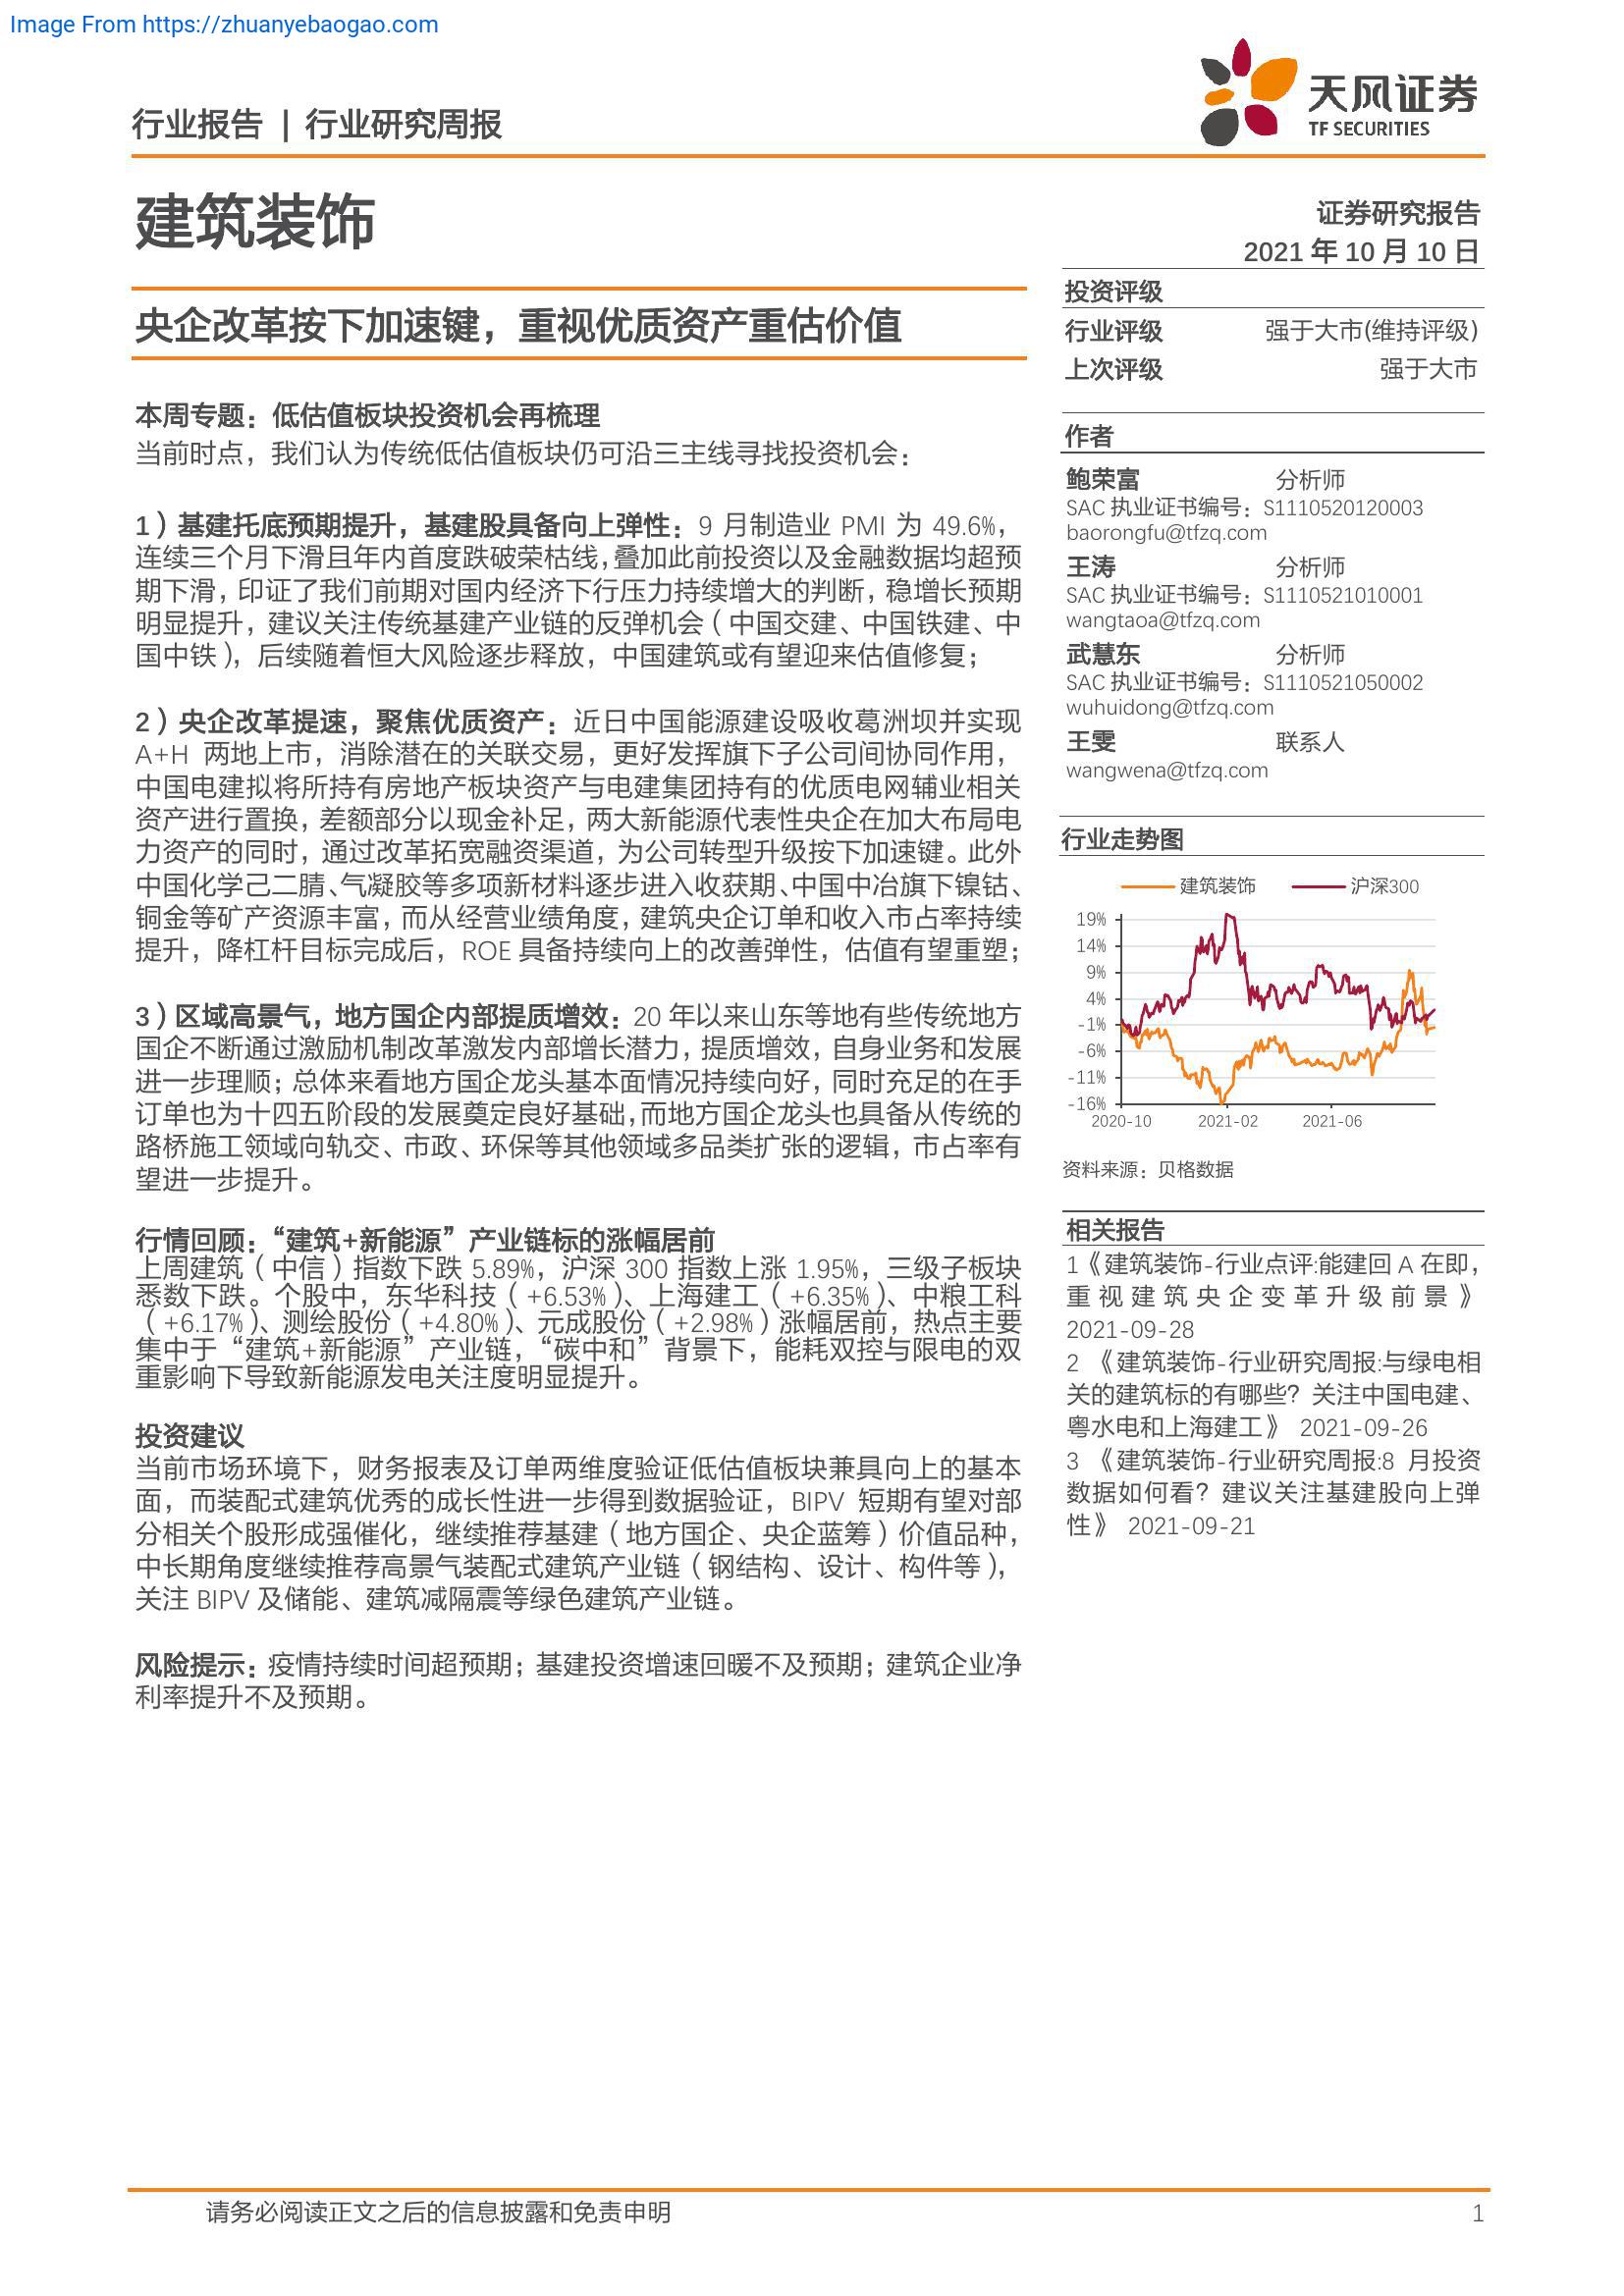 Image From https://zhuanyebaogao.com
天风证券
TF SECURITIES
行业报告 | 行业研究周报
建筑装饰
证券研究报告
2021 年 10 月 10 日
央企改革按下加速键，重视优质资产重估价值
本周专题：低估值板块投资机会再梳理
当前时点，我们认为传统低估值板块仍可沿三主线寻找投资机会：
1）基建托底预期提升，基建股具备向上弹性：9 月制造业 PMI 为 49.6%，
连续三个月下滑且年内首度跌破荣枯线，叠加此前投资以及金融数据均超预
期下滑，印证了我们前期对国内经济下行压力持续增大的判断，稳增长预期
明显提升，建议关注传统基建产业链的反弹机会（中国交建、中国铁建、中
国中铁），后续随着恒大风险逐步释放，中国建筑或有望迎来估值修复；
2）央企改革提速，聚焦优质资产：近日中国能源建设吸收葛洲坝并实现
A+H 两地上市，消除潜在的关联交易，更好发挥旗下子公司间协同作用，
中国电建拟将所持有房地产板块资产与电建集团持有的优质电网辅业相关
资产进行置换，差额部分以现金补足，两大新能源代表性央企在加大布局电
力资产的同时，通过改革拓宽融资渠道，为公司转型升级按下加速键。此外
中国化学己二腈、气凝胶等多项新材料逐步进入收获期、中国中冶旗下镍钴、
铜金等矿产资源丰富，而从经营业绩角度，建筑央企订单和收入市占率持续
提升，降杠杆目标完成后，ROE 具备持续向上的改善弹性，估值有望重塑；
3）区域高景气，地方国企内部提质增效：20 年以来山东等地有些传统地方
国企不断通过激励机制改革激发内部增长潜力，提质增效，自身业务和发展
进一步理顺；总体来看地方国企龙头基本面情况持续向好，同时充足的在手
订单也为十四五阶段的发展奠定良好基础，而地方国企龙头也具备从传统的
路桥施工领域向轨交、市政、环保等其他领域多品类扩张的逻辑，市占率有
望进一步提升。
行情回顾：“建筑+新能源”产业链标的涨幅居前
上周建筑（中信）指数下跌 5.89%，沪深 300 指数上涨 1.95%，三级子板块
悉数下跌。个股中，东华科技（+6.53%）、上海建工（+6.35%）、中粮工科
（+6.17%）、测绘股份（+4.80%）、元成股份（+2.98%）涨幅居前，热点主要
集中于“建筑+新能源”产业链，“碳中和”背景下，能耗双控与限电的双
重影响下导致新能源发电关注度明显提升。
投资建议
当前市场环境下，财务报表及订单两维度验证低估值板块兼具向上的基本
面，而装配式建筑优秀的成长性进一步得到数据验证，BIPV 短期有望对部
分相关个股形成强催化，继续推荐基建（地方国企、央企蓝筹）价值品种，
中长期角度继续推荐高景气装配式建筑产业链（钢结构、设计、构件等），
关注 BIPV 及储能、建筑减隔震等绿色建筑产业链。
风险提示：疫情持续时间超预期；基建投资增速回暖不及预期；建筑企业净
利率提升不及预期。
投资评级
行业评级 强于大市(维持评级)
上次评级 强于大市
作者
鲍荣富 分析师
SAC 执业证书编号：S1110520120003
baorongfu@tfzq.com
王涛 分析师
SAC 执业证书编号：S1110521010001
wangtaoa@tfzq.com
武慧东 分析师
SAC 执业证书编号：S1110521050002
wuhuidong@tfzq.com
王雯 联系人
wangwena@tfzq.com
行业走势图
建筑装饰 沪深300
19%
14%
9%
4%
-1%
-6%
-11%
-16%
2020-10 2021-02 2021-06
资料来源：贝格数据
相关报告
1《建筑装饰-行业点评:能建回 A 在即，
重视建筑央企变革升级前景》
2021-09-28
2 《建筑装饰-行业研究周报:与绿电相
关的建筑标的有哪些？关注中国电建、
粤水电和上海建工》 2021-09-26
3 《建筑装饰-行业研究周报:8 月投资
数据如何看？建议关注基建股向上弹
性》 2021-09-21
请务必阅读正文之后的信息披露和免责申明 1